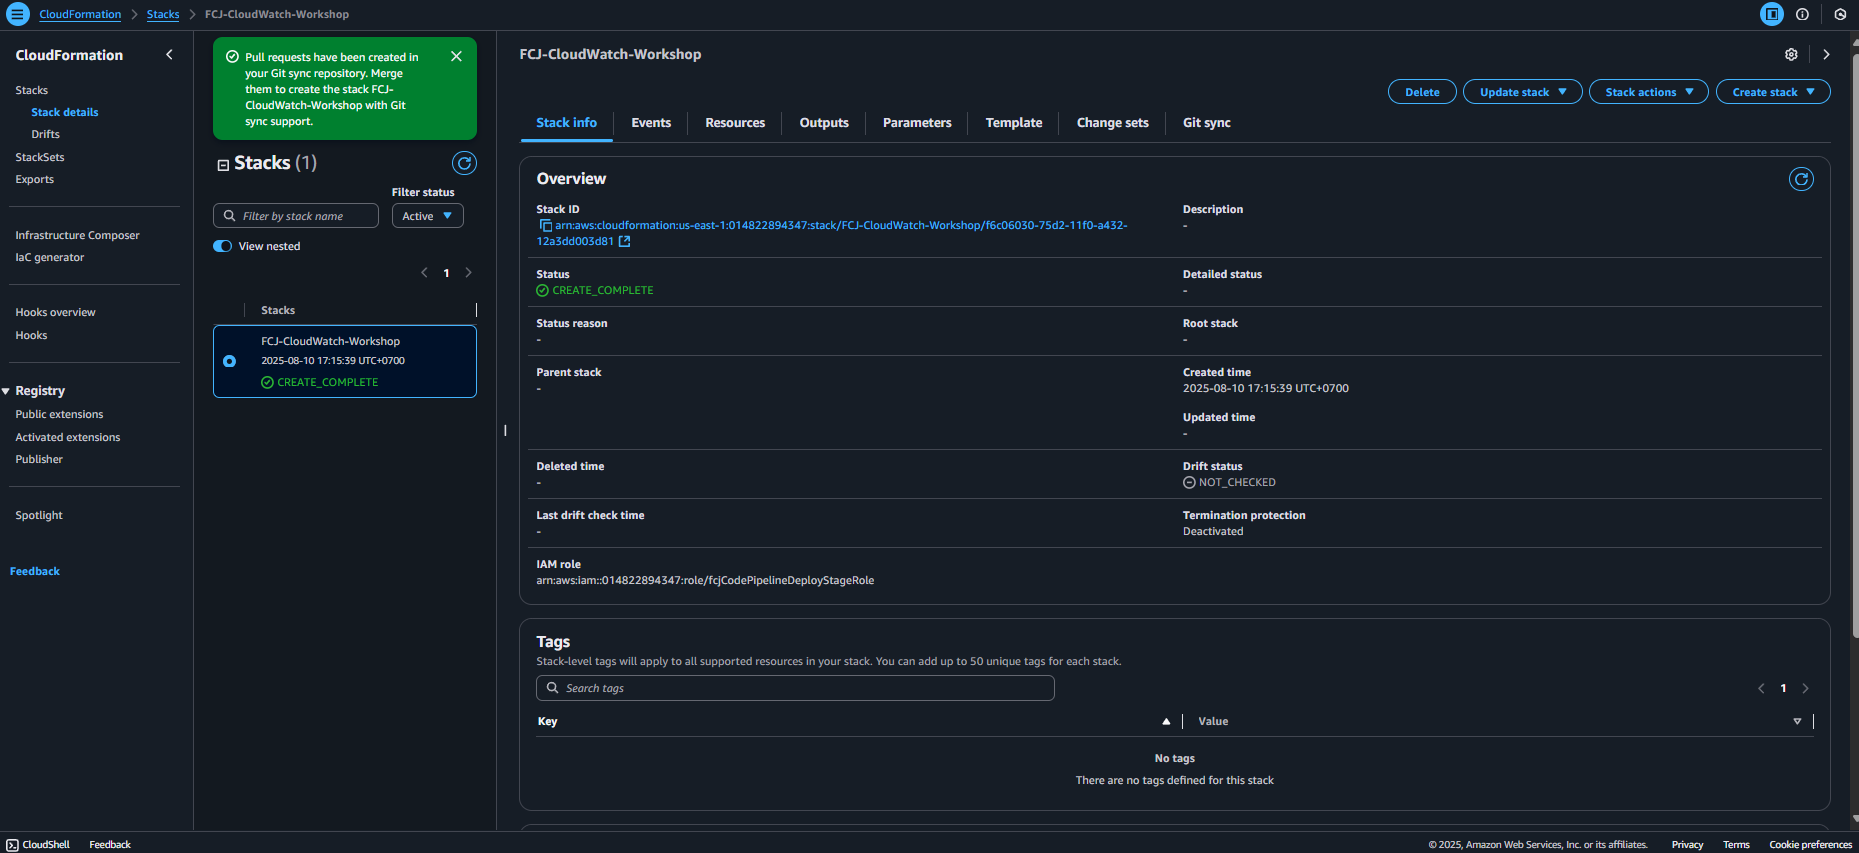 CloudFormation
Stacks
FCJ-CloudWatch-Workshop
CloudFormation
Stacks
Stack details
Drifts
StackSets
Exports
Infrastructure Composer
IaC generator
Hooks overview
Hooks
Registry
Public extensions
Activated extensions
Publisher
Spotlight
Feedback
Pull requests have been created in
your Git sync repository. Merge
them to create the stack FCJ-
CloudWatch-Workshop with Git
sync support.
Stacks (1)
Filter status
Filter by stack name
Active
View nested
1
Stacks
FCJ-CloudWatch-Workshop
2025-08-10 17:15:39 UTC+0700
CREATE_COMPLETE
FCJ-CloudWatch-Workshop
Delete
Update stack
Stack actions
Create stack
Stack info
Events
Resources
Outputs
Parameters
Template
Change sets
Git sync
Overview
Stack ID
arn:aws:cloudformation:us-east-1:014822894347:stack/FCJ-CloudWatch-Workshop/f6c06030-75d2-11f0-a432-
12a3dd003d81
Description
-
Status
CREATE_COMPLETE
Detailed status
-
Status reason
-
Root stack
-
Parent stack
-
Created time
2025-08-10 17:15:39 UTC+0700
Updated time
-
Deleted time
-
Drift status
NOT_CHECKED
Last drift check time
-
Termination protection
Deactivated
IAM role
arn:aws:iam::014822894347:role/fcjCodePipelineDeployStageRole
Tags
Stack-level tags will apply to all supported resources in your stack. You can add up to 50 unique tags for each stack.
Search tags
1
Key
Value
No tags
There are no tags defined for this stack
CloudShell
Feedback
© 2025, Amazon Web Services, Inc. or its affiliates.
Privacy
Terms
Cookie preferences